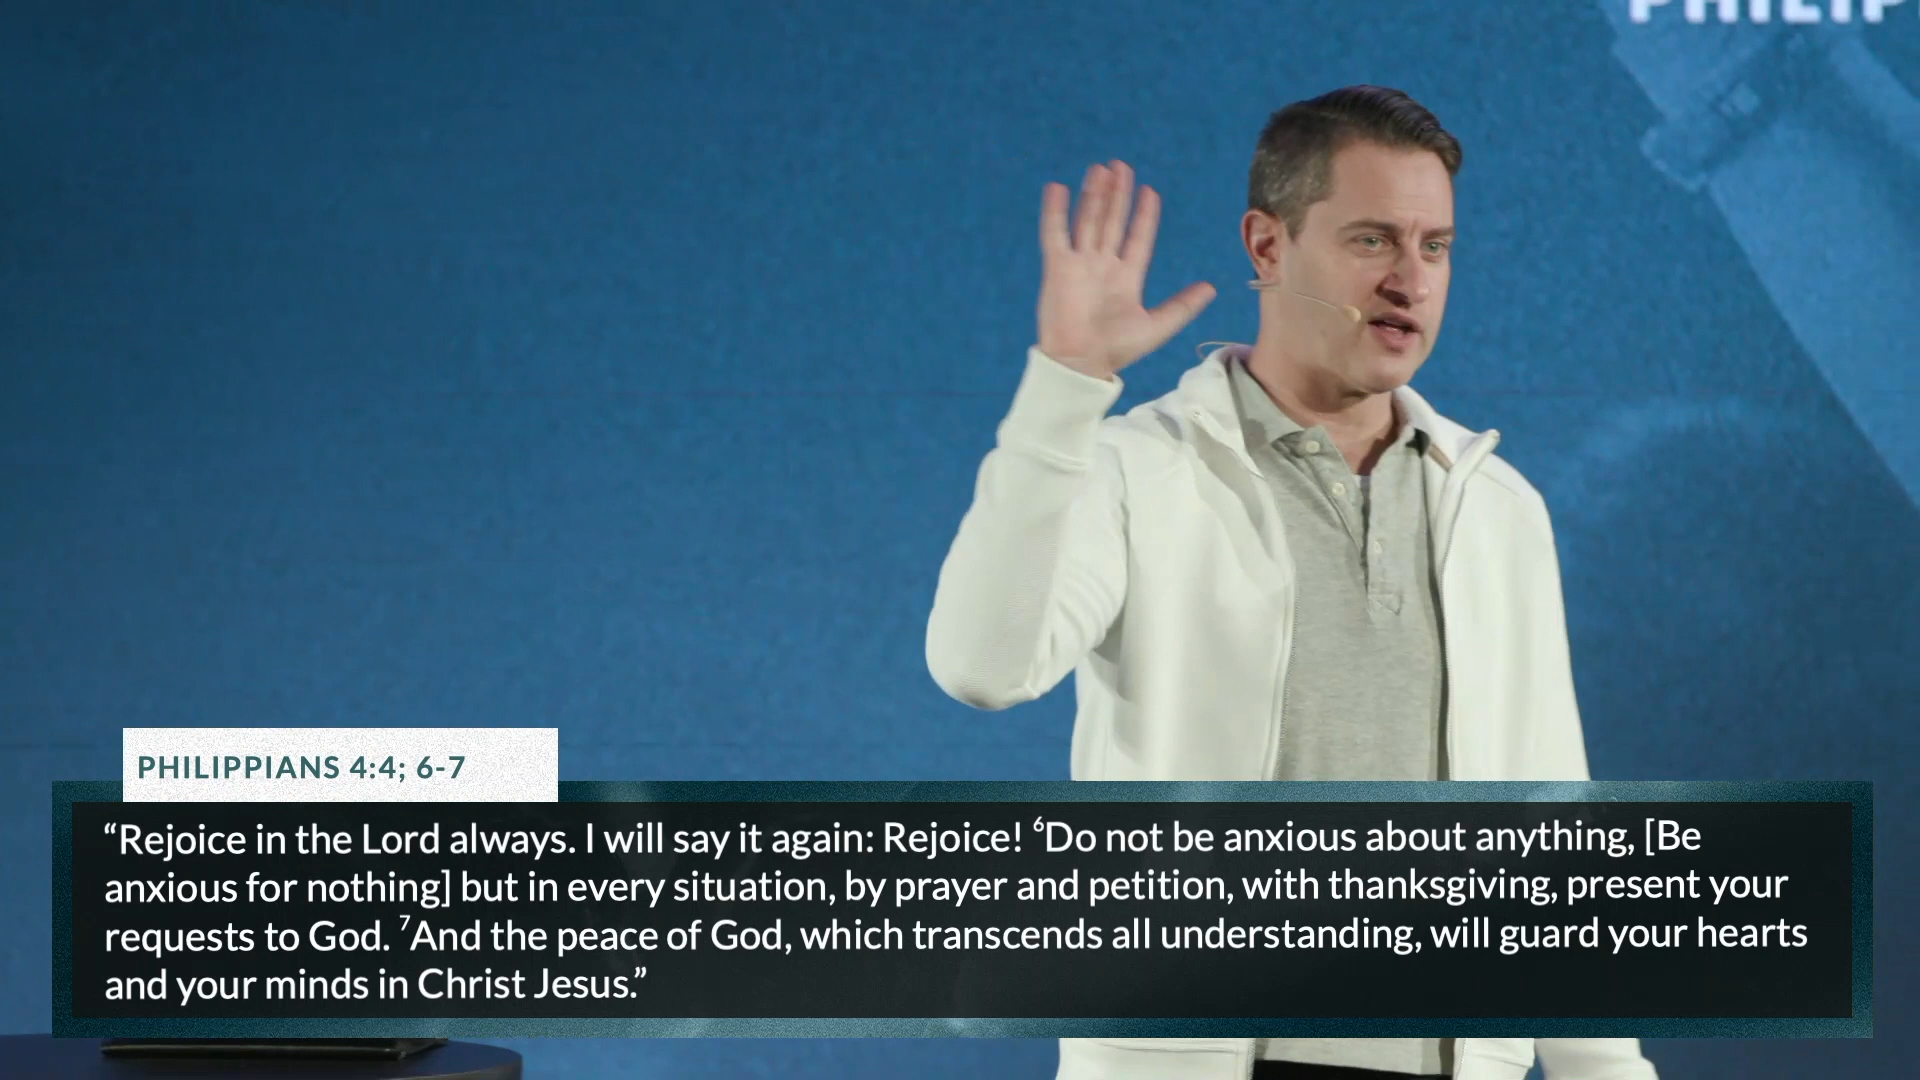 PHILIP
PHILIPPIANS 4:4; 6-7
“Rejoice in the Lord always. I will say it again: Rejoice! ⁶Do not be anxious about anything, [Be
anxious for nothing] but in every situation, by prayer and petition, with thanksgiving, present your
requests to God. ⁷And the peace of God, which transcends all understanding, will guard your hearts
and your minds in Christ Jesus.”